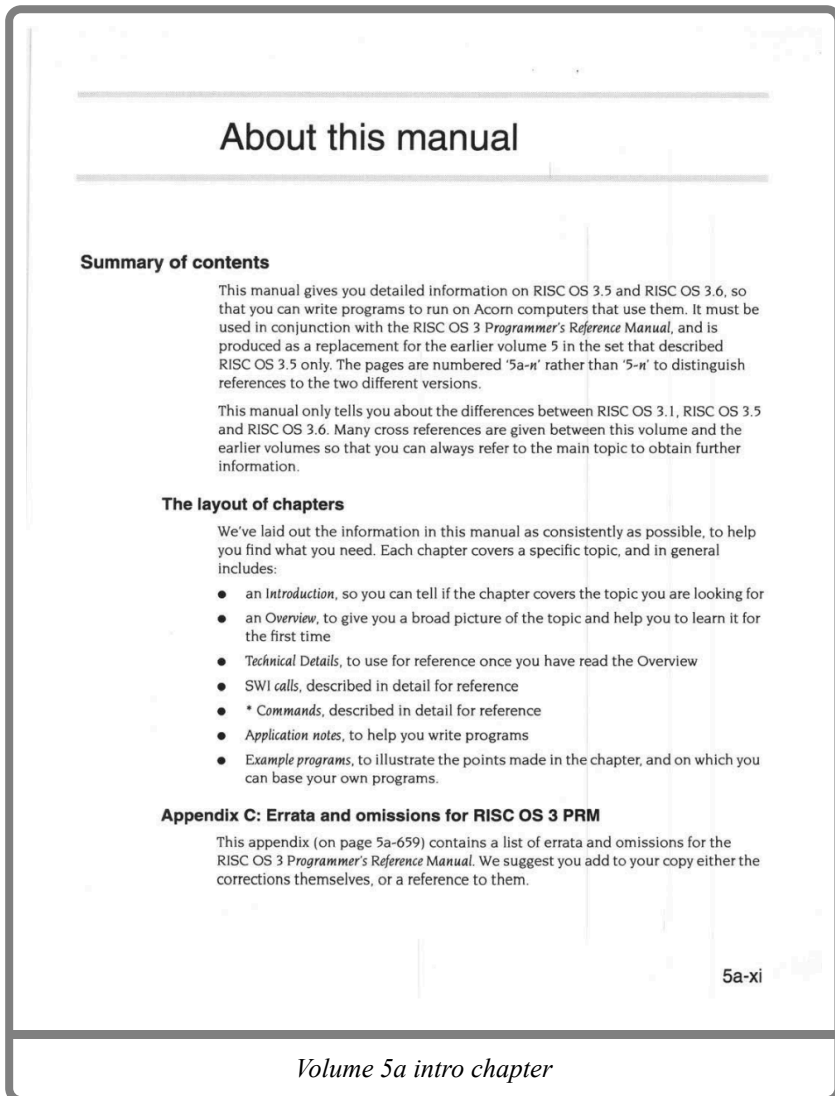 About this manual
Summary of contents
This manual gives you detailed information on RISC OS 3.5 and RISC OS 3.6, so
that you can write programs to run on Acorn computers that use them. It must be
used in conjunction with the RISC OS 3 Programmer's Reference Manual, and is
produced as a replacement for the earlier volume 5 in the set that described
RISC OS 3.5 only. The pages are numbered '5a-n' rather than '5-n' to distinguish
references to the two different versions.
This manual only tells you about the differences between RISC OS 3.1, RISC OS 3.5
and RISC OS 3.6. Many cross references are given between this volume and the
earlier volumes so that you can always refer to the main topic to obtain further
information.
The layout of chapters
We've laid out the information in this manual as consistently as possible, to help
you find what you need. Each chapter covers a specific topic, and in general
includes:
● an Introduction, so you can tell if the chapter covers the topic you are looking for
● an Overview, to give you a broad picture of the topic and help you to learn it for
the first time
● Technical Details, to use for reference once you have read the Overview
● SWI calls, described in detail for reference
● * Commands, described in detail for reference
● Application notes, to help you write programs
● Example programs, to illustrate the points made in the chapter, and on which you
can base your own programs.
Appendix C: Errata and omissions for RISC OS 3 PRM
This appendix (on page 5a-659) contains a list of errata and omissions for the
RISC OS 3 Programmer's Reference Manual. We suggest you add to your copy either the
corrections themselves, or a reference to them.
5a-xi
Volume 5a intro chapter